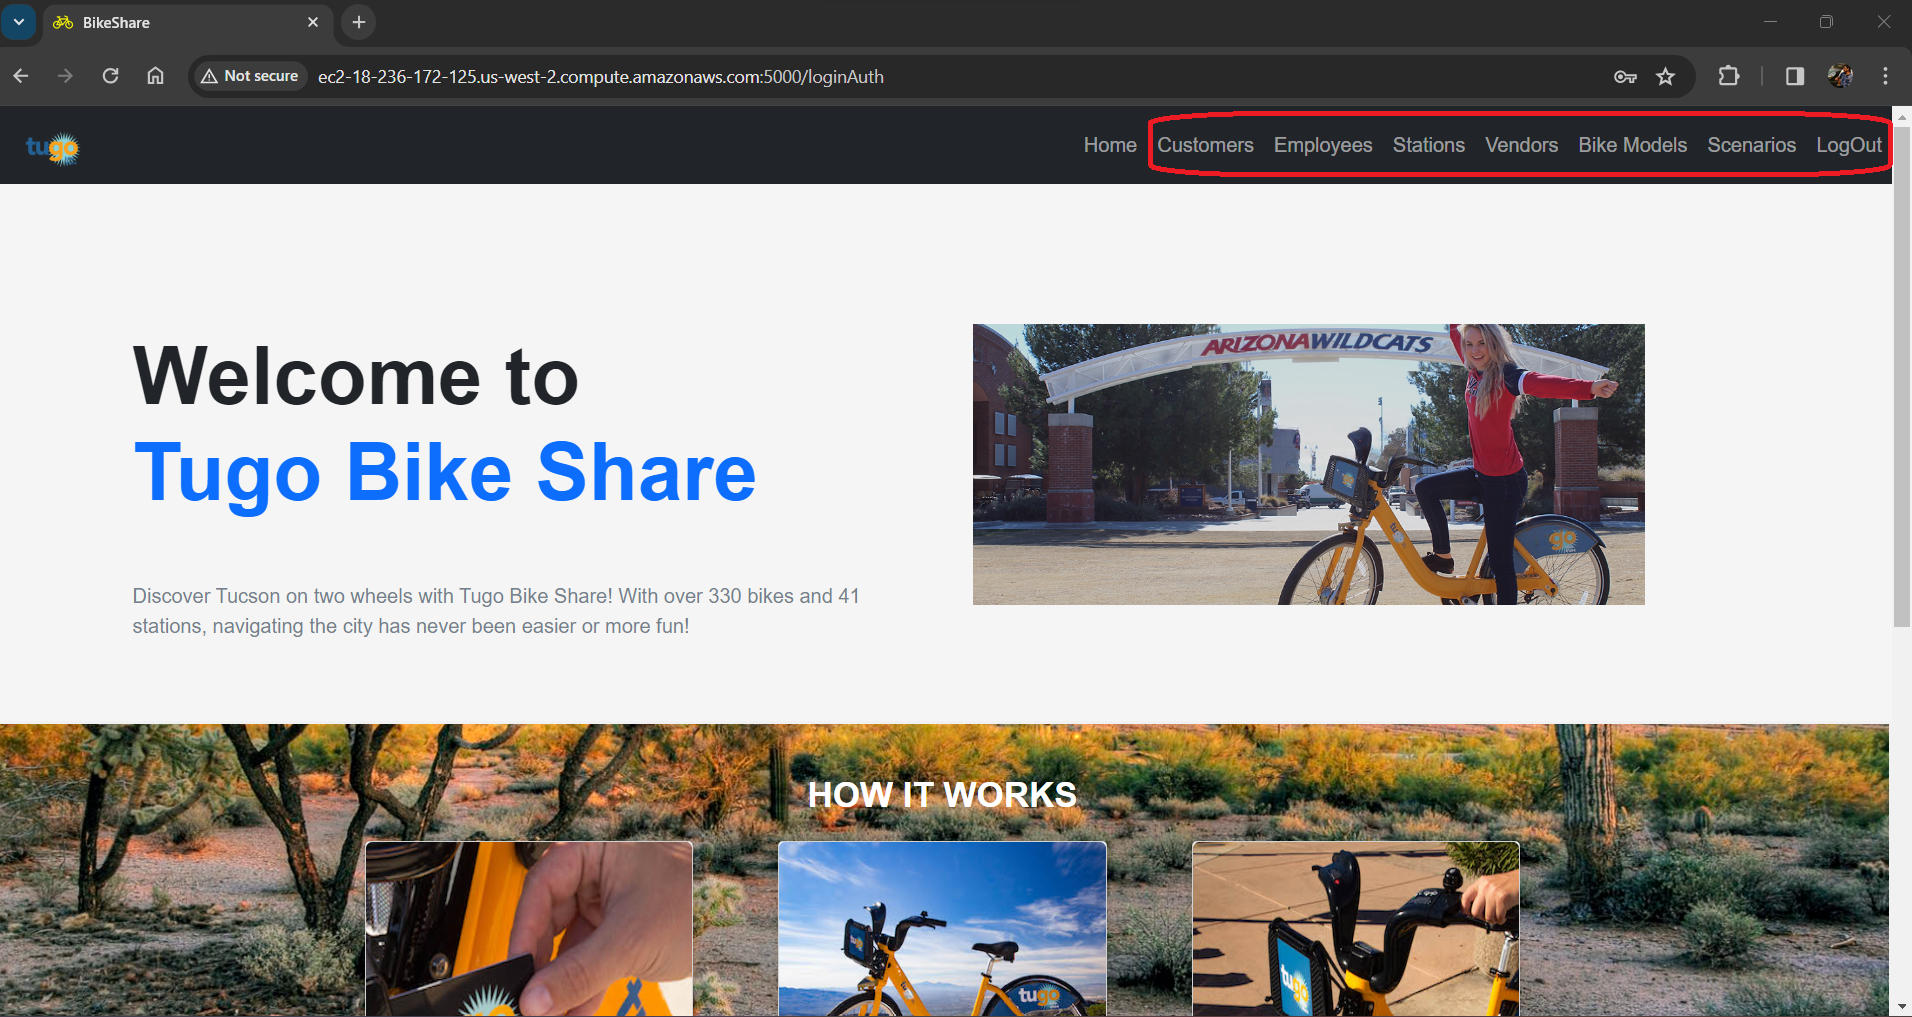 BikeShare
Not secure
ec2-18-236-172-125.us-west-2.compute.amazonaws.com:5000/loginAuth
tugo
Home Customers Employees Stations Vendors Bike Models Scenarios LogOut
Welcome to
Tugo Bike Share
ARIZONAWILDCATS
go
Discover Tucson on two wheels with Tugo Bike Share! With over 330 bikes and 41
stations, navigating the city has never been easier or more fun!
HOW IT WORKS
tugo
tugo